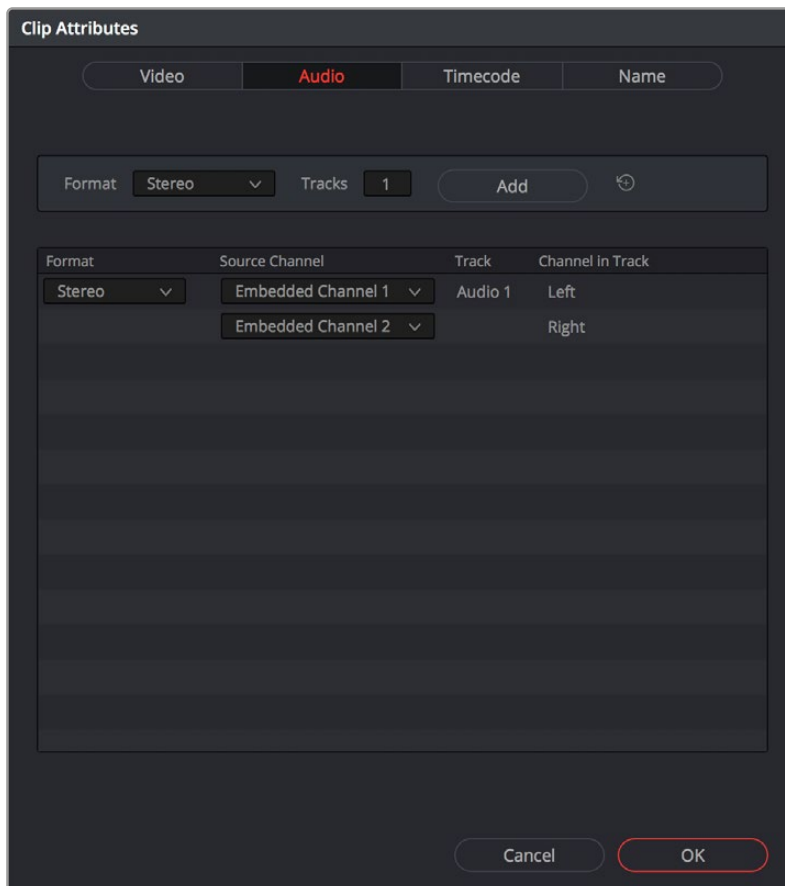 Clip Attributes
Video Audio Timecode Name
Format Stereo Tracks 1 Add
Format Source Channel Track Channel in Track
Stereo Embedded Channel 1 Audio 1 Left
Embedded Channel 2 Right
Cancel OK